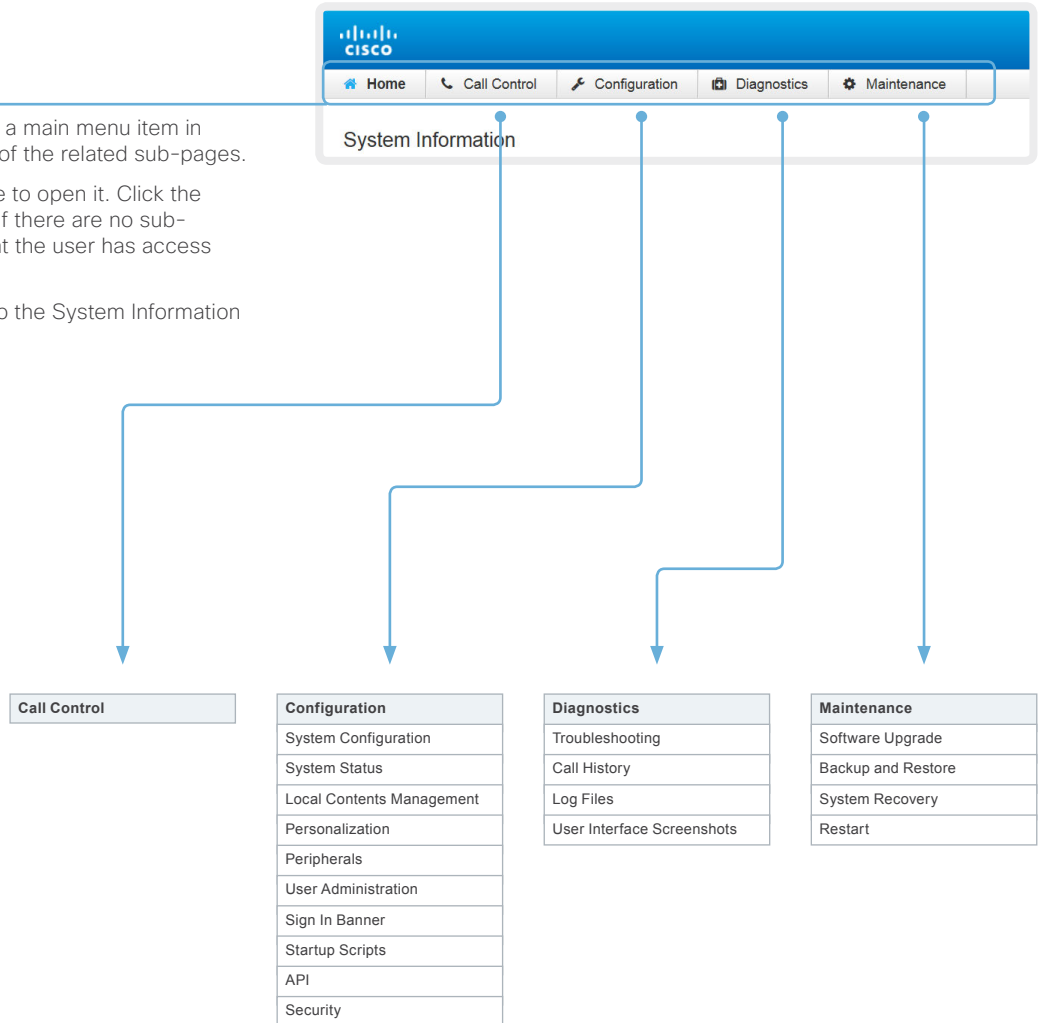 CISCO
Home Call Control Configuration Diagnostics Maintenance
System Information
a main menu item in
of the related sub-pages.
e to open it. Click the
f there are no sub-
t the user has access
o the System Information
Call Control
Configuration
System Configuration
System Status
Local Contents Management
Personalization
Peripherals
User Administration
Sign In Banner
Startup Scripts
API
Security
Diagnostics
Troubleshooting
Call History
Log Files
User Interface Screenshots
Maintenance
Software Upgrade
Backup and Restore
System Recovery
Restart